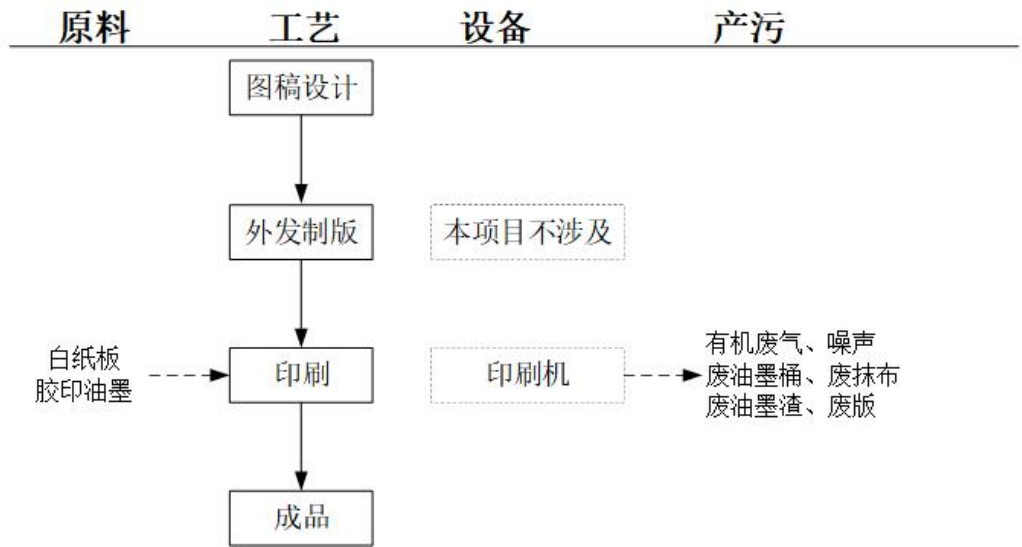 原料 工艺 设备 产污
图稿设计
外发制版 本项目不涉及
白纸板
胶印油墨
印刷
印刷机
有机废气、噪声
废油墨桶、废抹布
废油墨渣、废版
成品